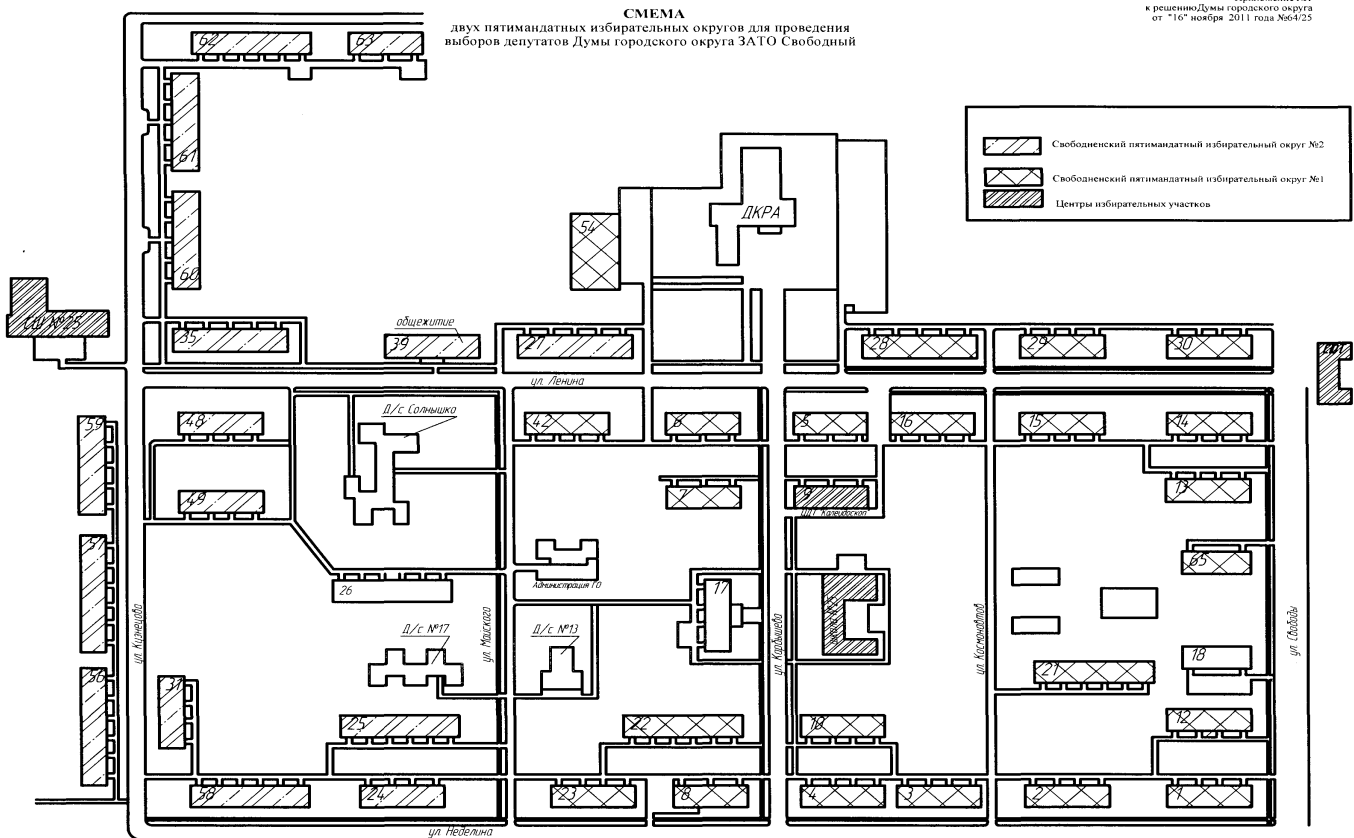 СМЕМА
двух пятимандатных избирательных округов для проведения
выборов депутатов Думы городского округа ЗАТО Свободный
к решениюДумы городского округа
от "16" ноября 2011 года №64/25
Свободненский пятимандатный избирательный округ №2
Свободненский пятимандатный избирательный округ №1
Центры избирательных участков
62
63
61
60
54
ДКРА
СШ №25
35
общежитие
39
27
28
29
30
ул. Ленина
59
48
Д/с Солнышко
42
6
5
16
15
14
49
7
9
13
57
26
Администрация ГО
17
65
ул. Кузнецова
ул. Майского
ул. Карбышева
ул. Космонавтов
ул. Свободы
Д/с №17
Д/с №13
18
21
56
31
25
22
10
12
58
24
23
8
4
3
2
1
ул. Неделина